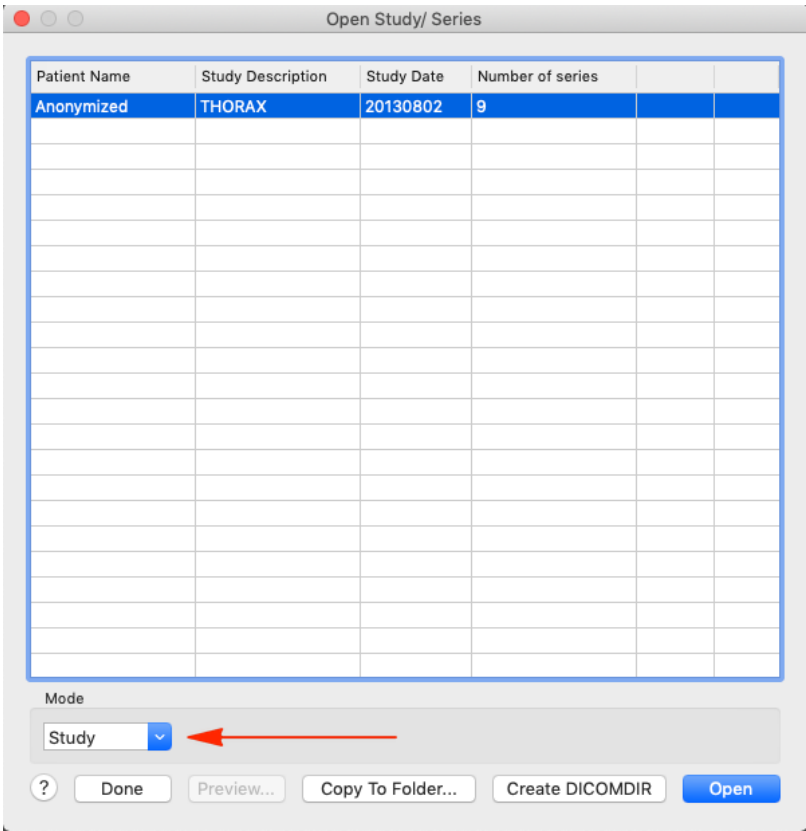 Open Study/ Series
Patient Name Study Description Study Date Number of series
Anonymized THORAX 20130802 9
Mode
Study
? Done Preview... Copy To Folder... Create DICOMDIR Open